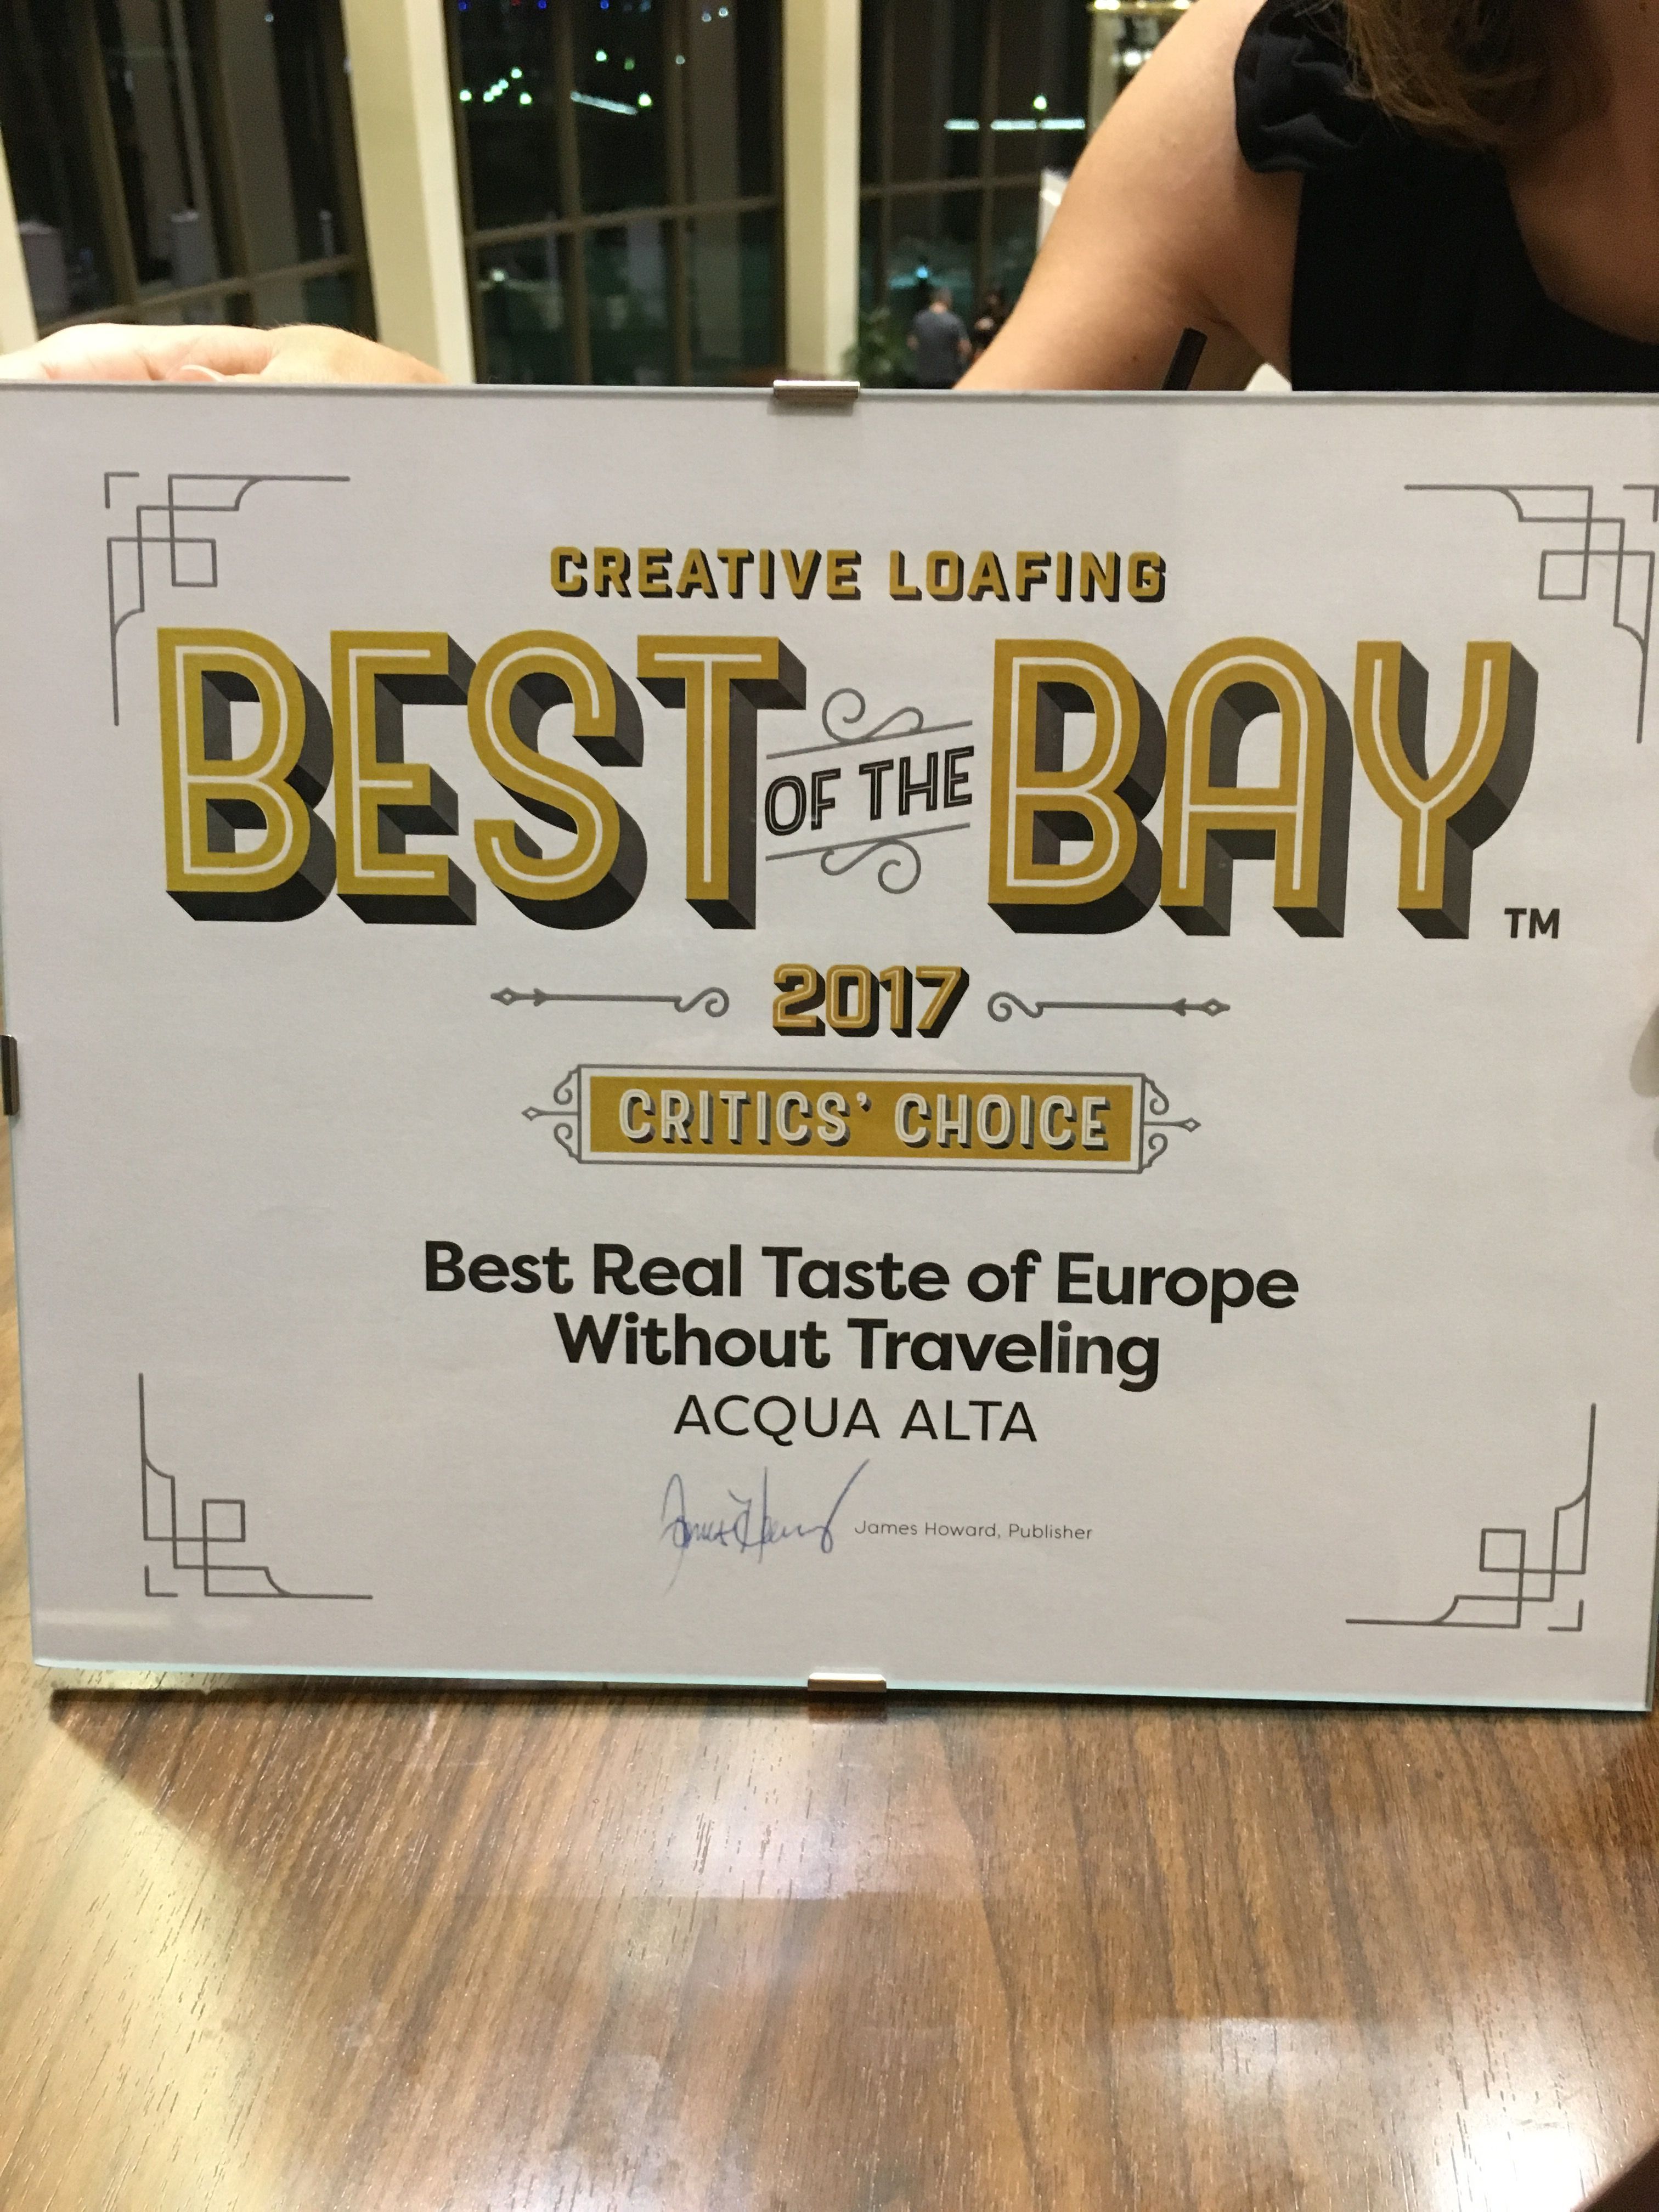 CREATIVE LOAFING
BEST OF THE BAY TM
2017
CRITICS' CHOICE
Best Real Taste of Europe
Without Traveling
ACQUA ALTA
James Howard, Publisher